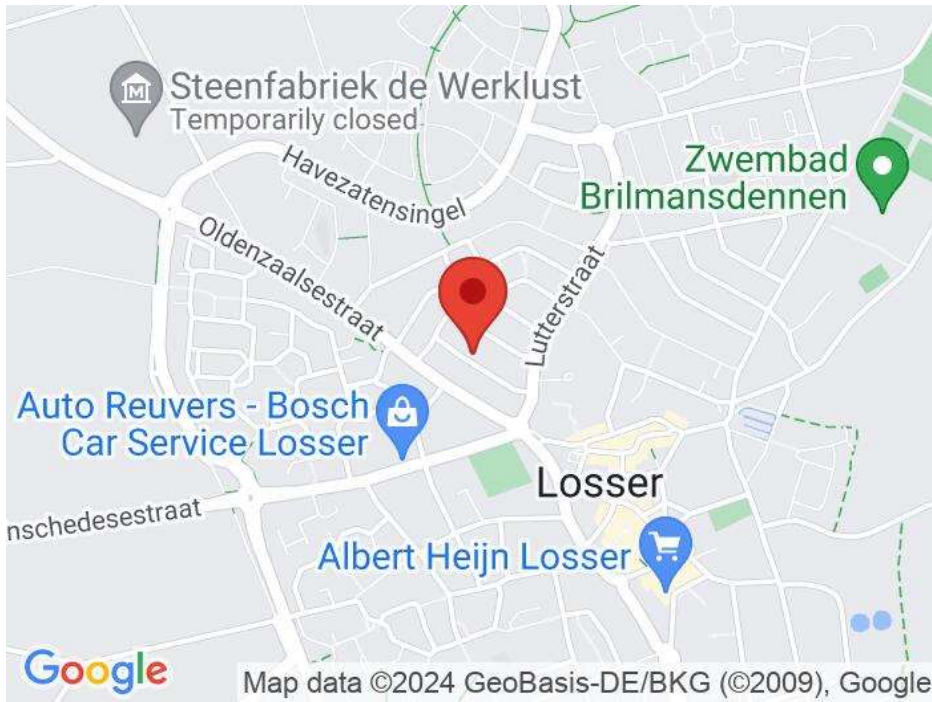 Steenfabriek de Werklust
Temporarily closed
Havezatensingel
Zwembad
Brilmansdennen
Oldenzaalsestraat
Lutterstraat
Auto Reuvers - Bosch
Car Service Losser
Losser
nschedesestraat
Albert Heijn Losser
Google
Map data ©2024 GeoBasis-DE/BKG (©2009), Google